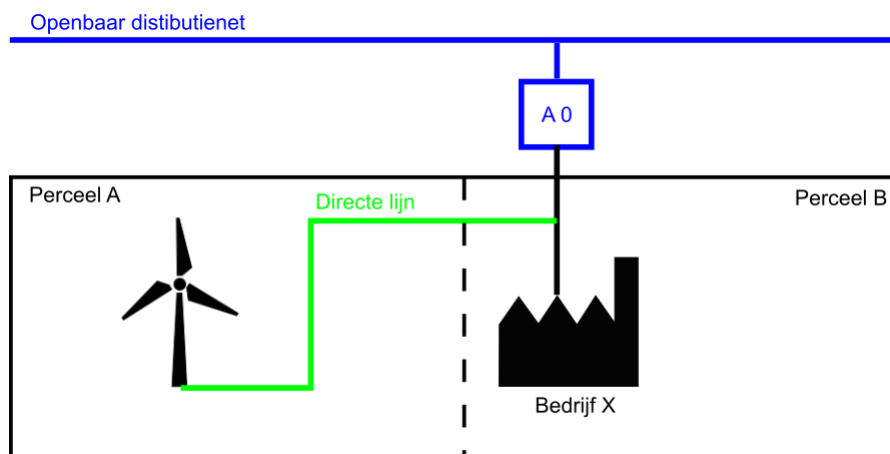 Openbaar distibutienet
A 0
Perceel A
Directe lijn
Perceel B
Bedrijf X